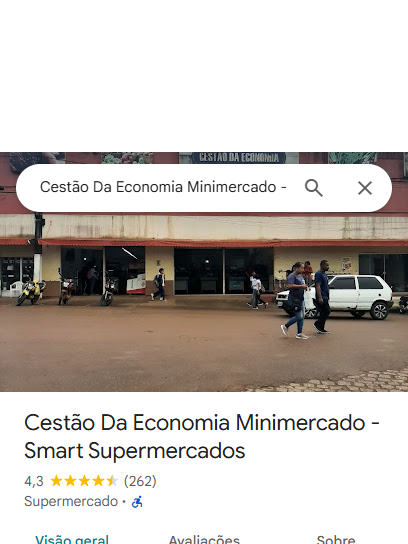 CESTÃO DA ECONOMIA
Cestão Da Economia Minimercado -
Cestão Da Economia Minimercado -
Smart Supermercados
4,3 (262)
Supermercado ·
Visão geral Avaliações Sobre